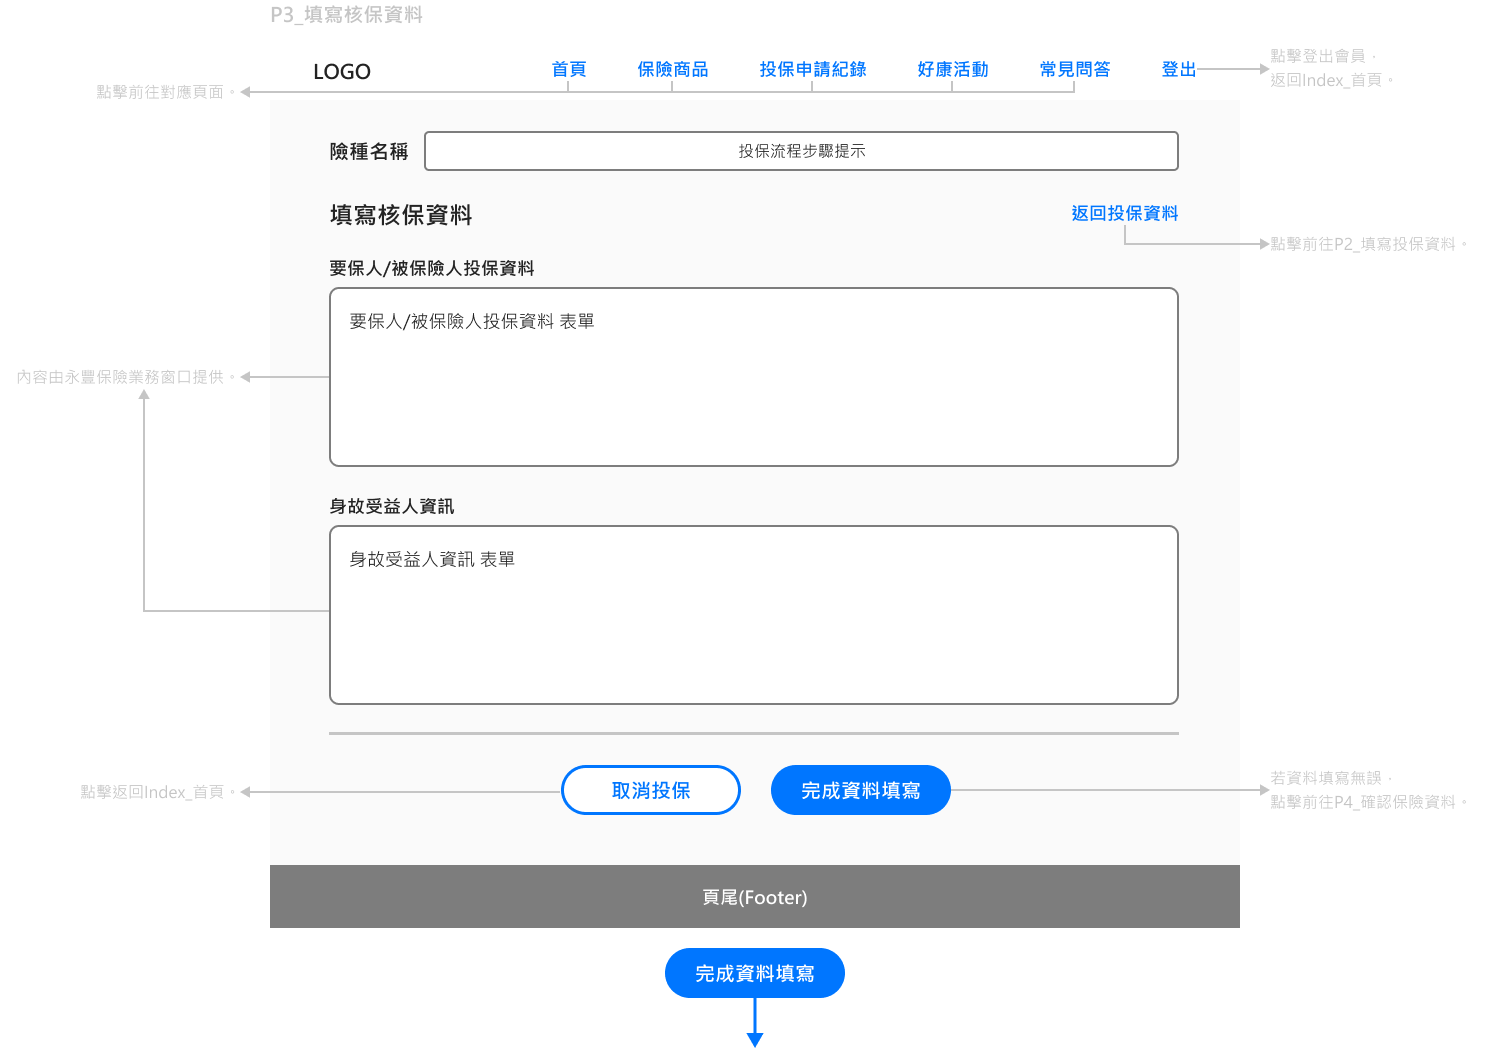 P3_填寫核保資料
LOGO
首頁
保險商品
投保申請紀錄
好康活動
常見問答
登出
點擊登出會員，
返回Index_首頁。
點擊前往對應頁面。
險種名稱
投保流程步驟提示
填寫核保資料
返回投保資料
點擊前往P2_填寫投保資料。
要保人/被保險人投保資料
要保人/被保險人投保資料 表單
內容由永豐保險業務窗口提供。
身故受益人資訊
身故受益人資訊 表單
取消投保
完成資料填寫
點擊返回Index_首頁。
若資料填寫無誤，
點擊前往P4_確認保險資料。
頁尾(Footer)
完成資料填寫